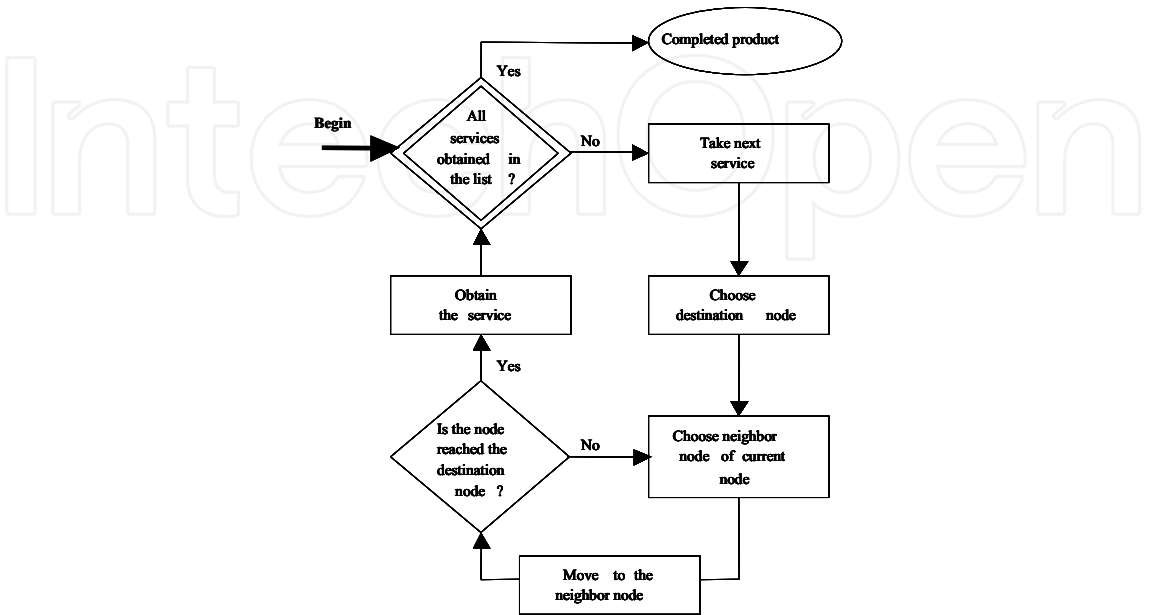 IntechOpen
Completed product
Yes
Begin
All
services
obtained in
the list ?
No
Take next
service
Obtain
the service
Choose
destination node
Yes
Is the node
reached the
destination
node ?
No
Choose neighbor
node of current
node
Move to the
neighbor node